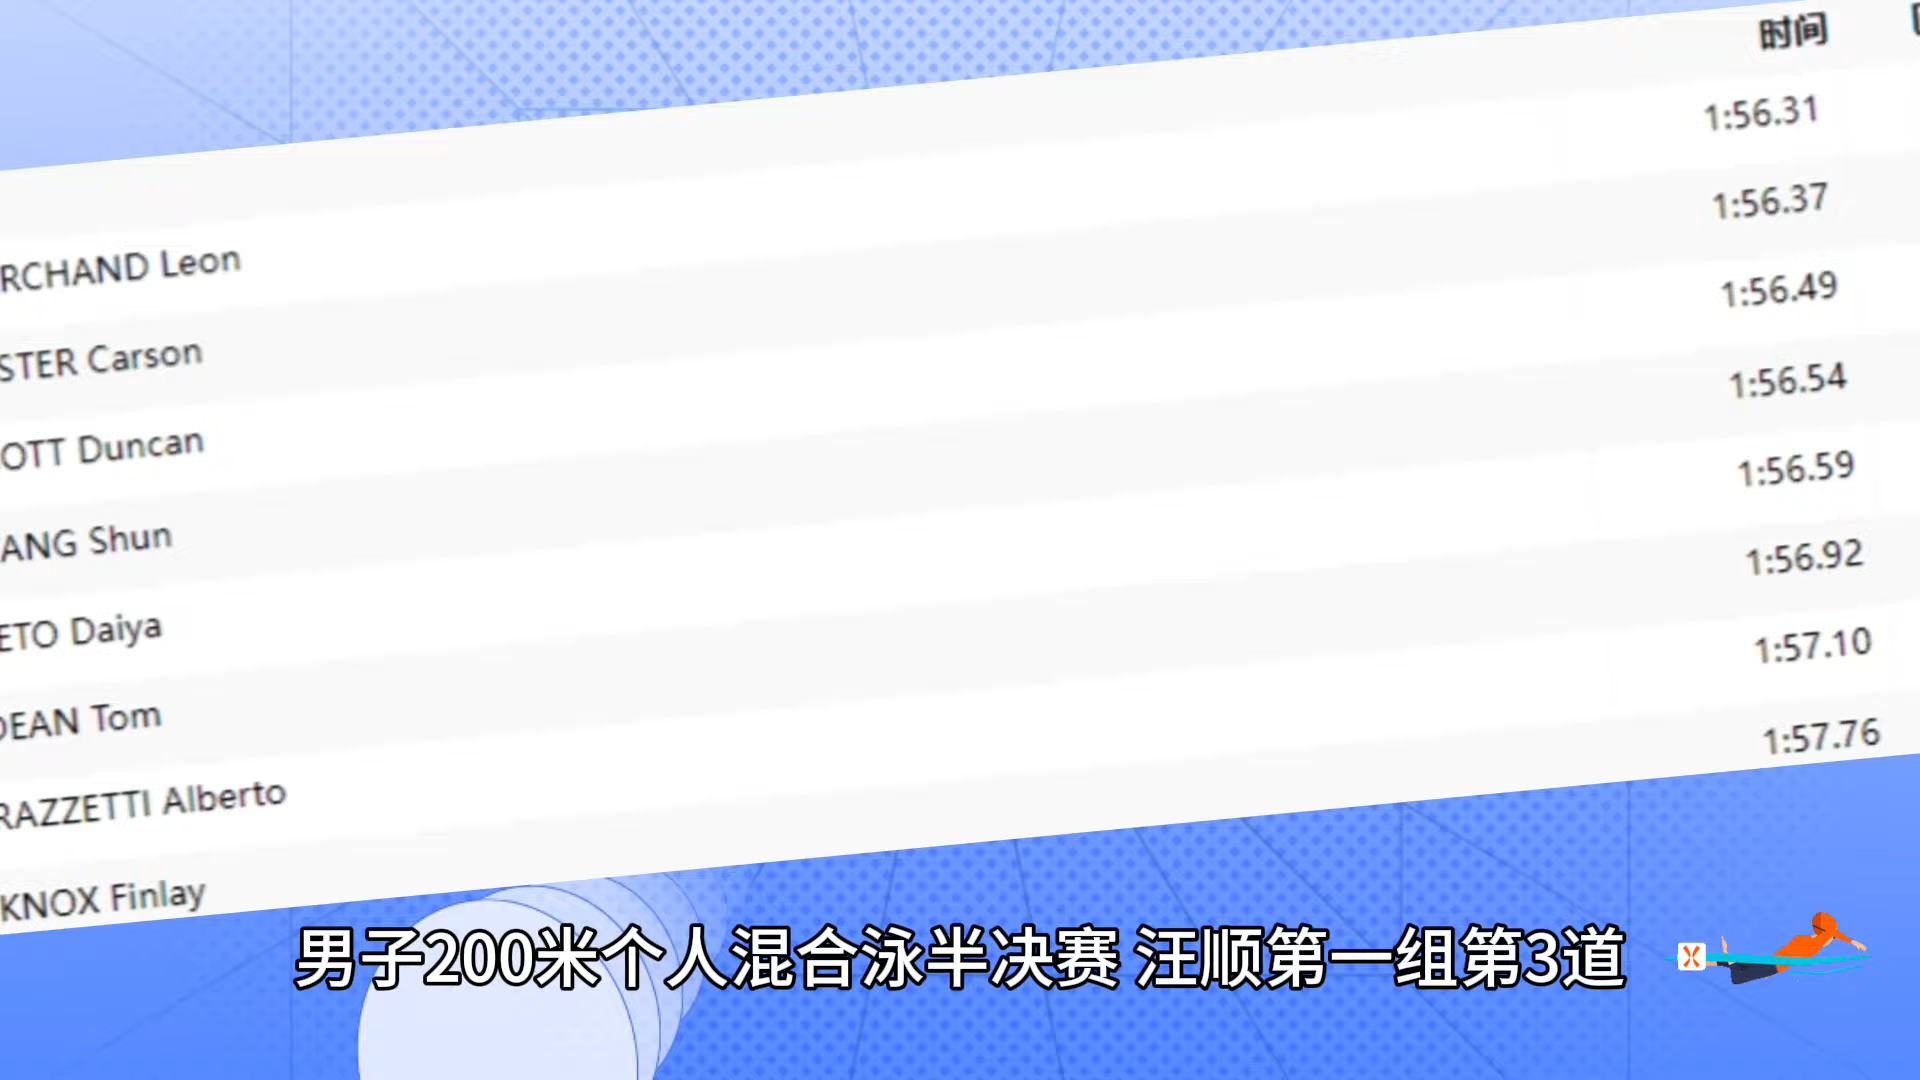 时间
RCHAND Leon 1:56.31
STER Carson 1:56.37
OTT Duncan 1:56.49
ANG Shun 1:56.54
ETO Daiya 1:56.59
DEAN Tom 1:56.92
RAZZETTI Alberto 1:57.10
KNOX Finlay 1:57.76
男子200米个人混合泳半决赛 汪顺第一组第3道